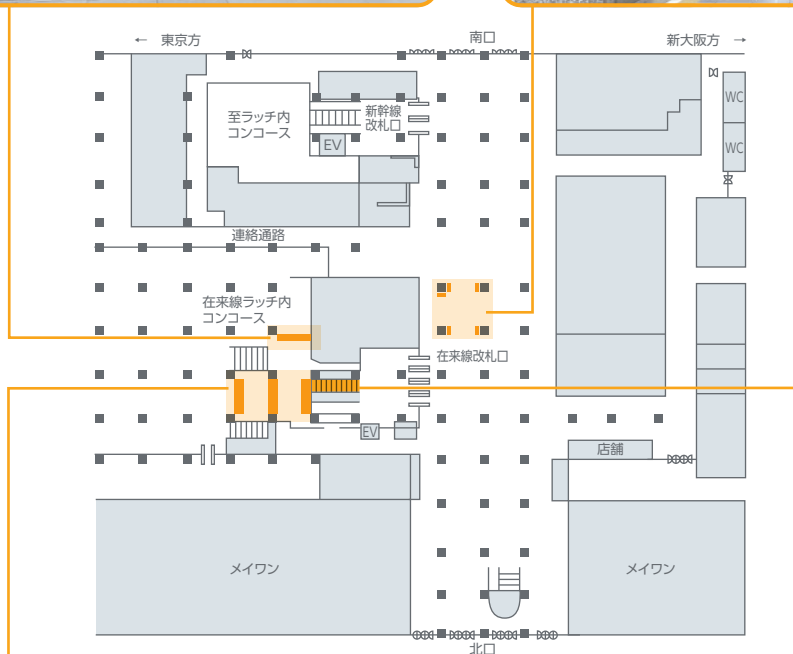 ← 東京方
南口
新大阪方 →
至ラッチ内
コンコース
新幹線
改札口
EV
WC
WC
連絡通路
在来線ラッチ内
コンコース
在来線改札口
EV
店舗
メイワン
メイワン
北口